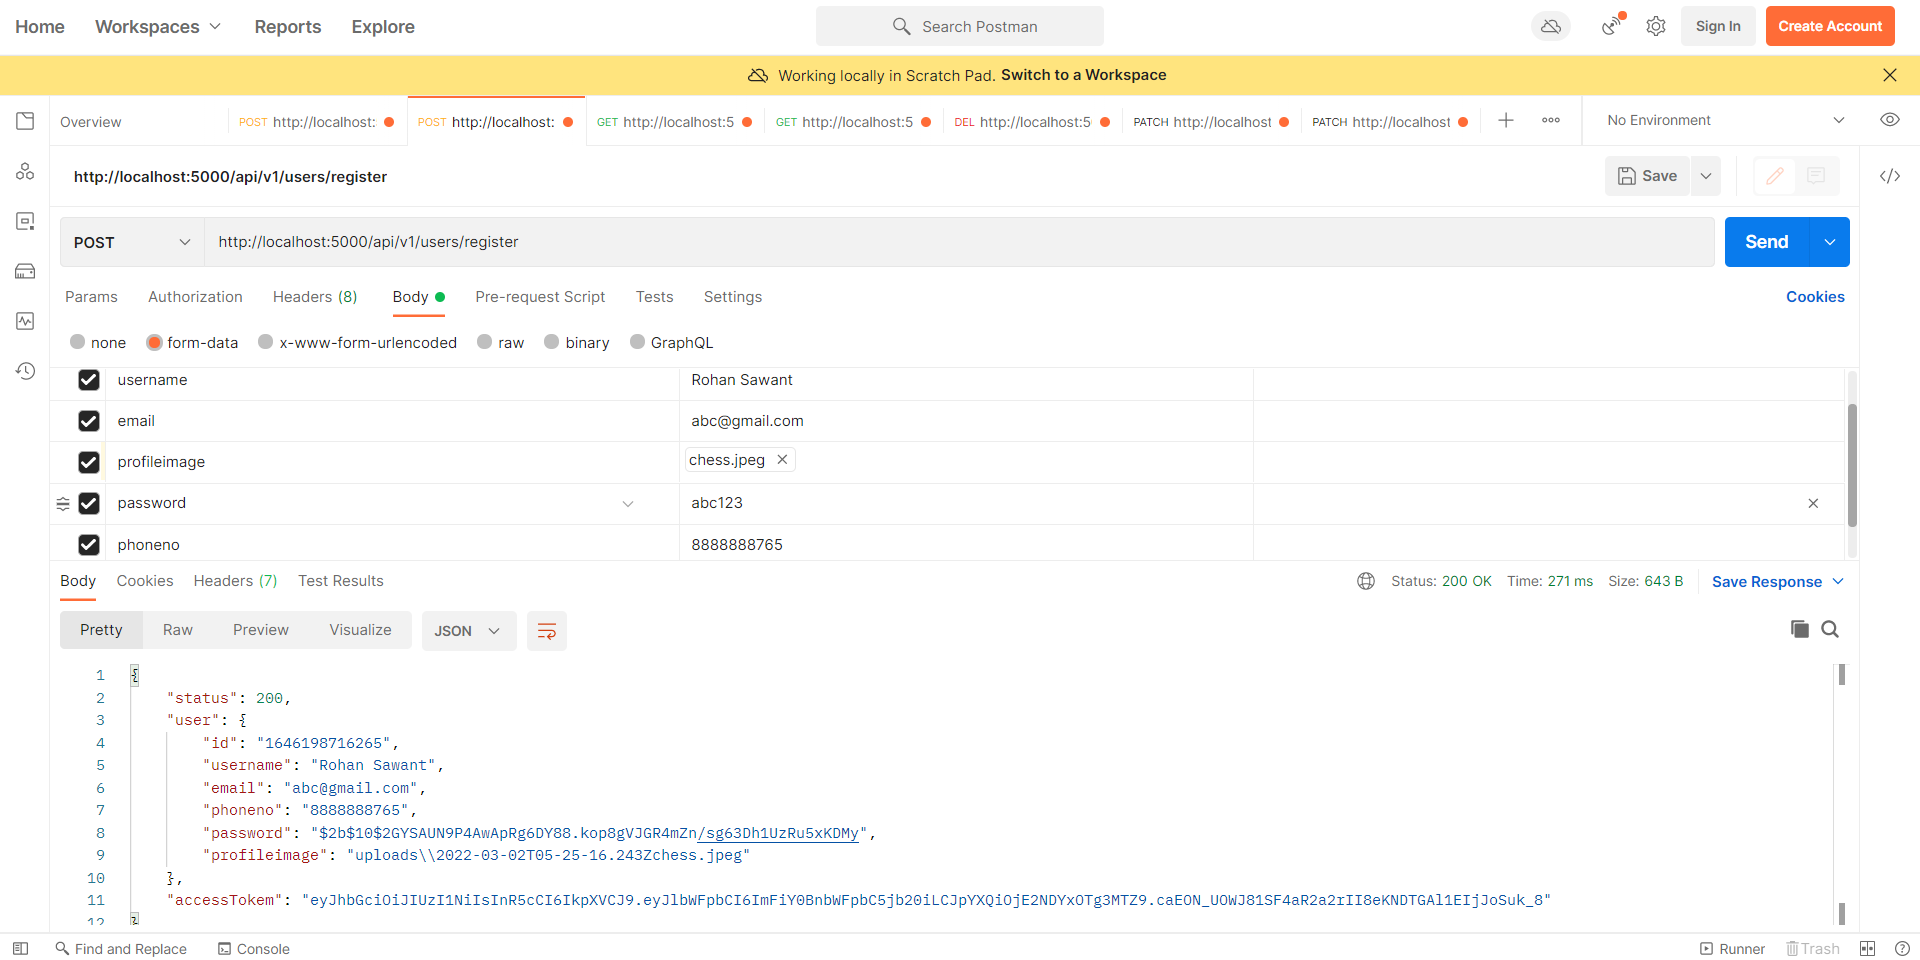 Home Workspaces Reports Explore Search Postman Sign In Create Account
Working locally in Scratch Pad. Switch to a Workspace
Overview POST http://localhost: POST http://localhost: GET http://localhost:5 GET http://localhost:5 DEL http://localhost:5 PATCH http://localhost PATCH http://localhost No Environment
http://localhost:5000/api/v1/users/register Save
POST http://localhost:5000/api/v1/users/register Send
Params Authorization Headers (8) Body Pre-request Script Tests Settings Cookies
none form-data x-www-form-urlencoded raw binary GraphQL
username Rohan Sawant
email abc@gmail.com
profileimage chess.jpeg
password abc123
phoneno 8888888765
Body Cookies Headers (7) Test Results Status: 200 OK Time: 271 ms Size: 643 B Save Response
Pretty Raw Preview Visualize JSON
1 {
2 "status": 200,
3 "user": {
4 "id": "1646198716265",
5 "username": "Rohan Sawant",
6 "email": "abc@gmail.com",
7 "phoneno": "8888888765",
8 "password": "$2b$10$2GYSAUN9P4AwApRg6DY88.kop8gVJGR4mZn/sg63Dh1UzRu5xKDMy",
9 "profileimage": "uploads\\2022-03-02T05-25-16.243Zchess.jpeg"
10 },
11 "accessTokem": "eyJhbGciOiJIUzI1NiIsInR5cCI6IkpXVCJ9.eyJlbWFpbCI6ImFiY0BnbWFpbC5jb20iLCJpYXQiOjE2NDYxOTg3MTZ9.caEON_UOWJ81SF4aR2a2rII8eKNDTGAl1EIjJoSuk_8"
12 }
Find and Replace Console Runner Trash